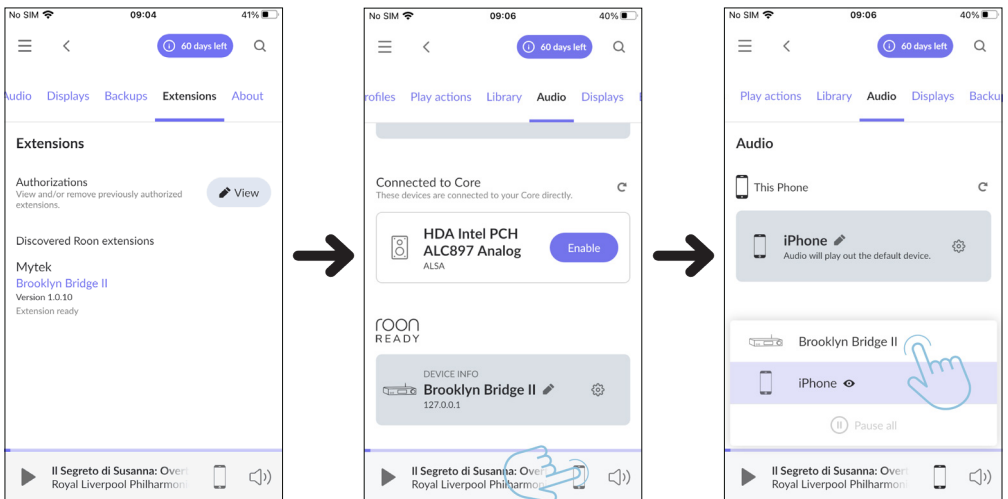 No SIM 09:04 41%
60 days left
Audio Displays Backups Extensions About
Extensions
Authorizations
View and/or remove previously authorized
extensions.
View
Discovered Roon extensions
Mytek
Brooklyn Bridge II
Version 1.0.10
Extension ready
Il Segreto di Susanna: Over
Royal Liverpool Philharmoni
No SIM 09:06 40%
60 days left
rofiles Play actions Library Audio Displays
Connected to Core
These devices are connected to your Core directly.
HDA Intel PCH
ALC897 Analog
ALSA
Enable
roon
READY
DEVICE INFO
Brooklyn Bridge II
127.0.0.1
Il Segreto di Susanna: Over
Royal Liverpool Philharmon
No SIM 09:06 40%
60 days left
Play actions Library Audio Displays Backu
Audio
This Phone
iPhone
Audio will play out the default device.
Brooklyn Bridge II
iPhone
Pause all
Il Segreto di Susanna: Over
Royal Liverpool Philharmoni